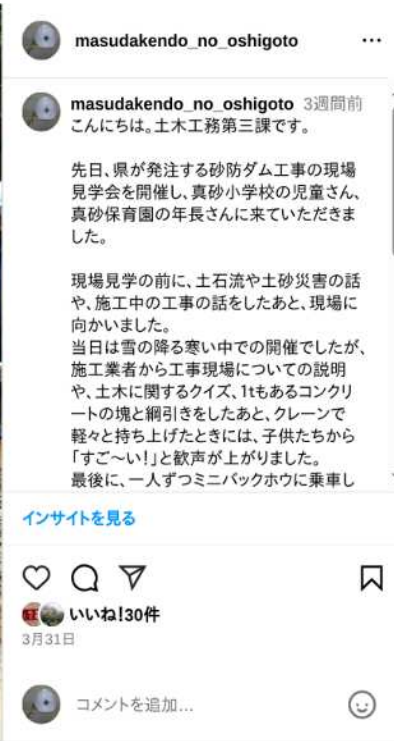 masudakendo_no_oshigoto
masudakendo_no_oshigoto 3週間前
こんにちは。土木工務第三課です。
先日、県が発注する砂防ダム工事の現場
見学会を開催し、真砂小学校の児童さん、
真砂保育園の年長さんに来ていただきま
した。
現場見学の前に、土石流や土砂災害の話
や、施工中の工事の話をしたあと、現場に
向かいました。
当日は雪の降る寒い中での開催でしたが、
施工業者から工事現場についての説明
や、土木に関するクイズ、1tもあるコンクリ
ートの塊と綱引きをしたあと、クレーンで
軽々と持ち上げたときには、子供たちから
「すご〜い!」と歓声が上がりました。
最後に、一人ずつミニバックホウに乗車し
インサイトを見る
いいね!30件
3月31日
コメントを追加...